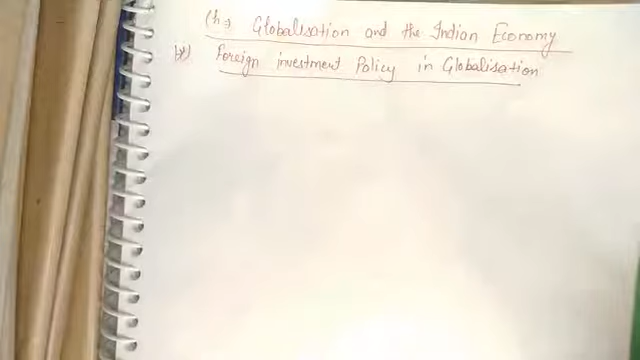 Ch⇒ Globalisation and the Indian Economy
Foreign investment Policy in Globalisation